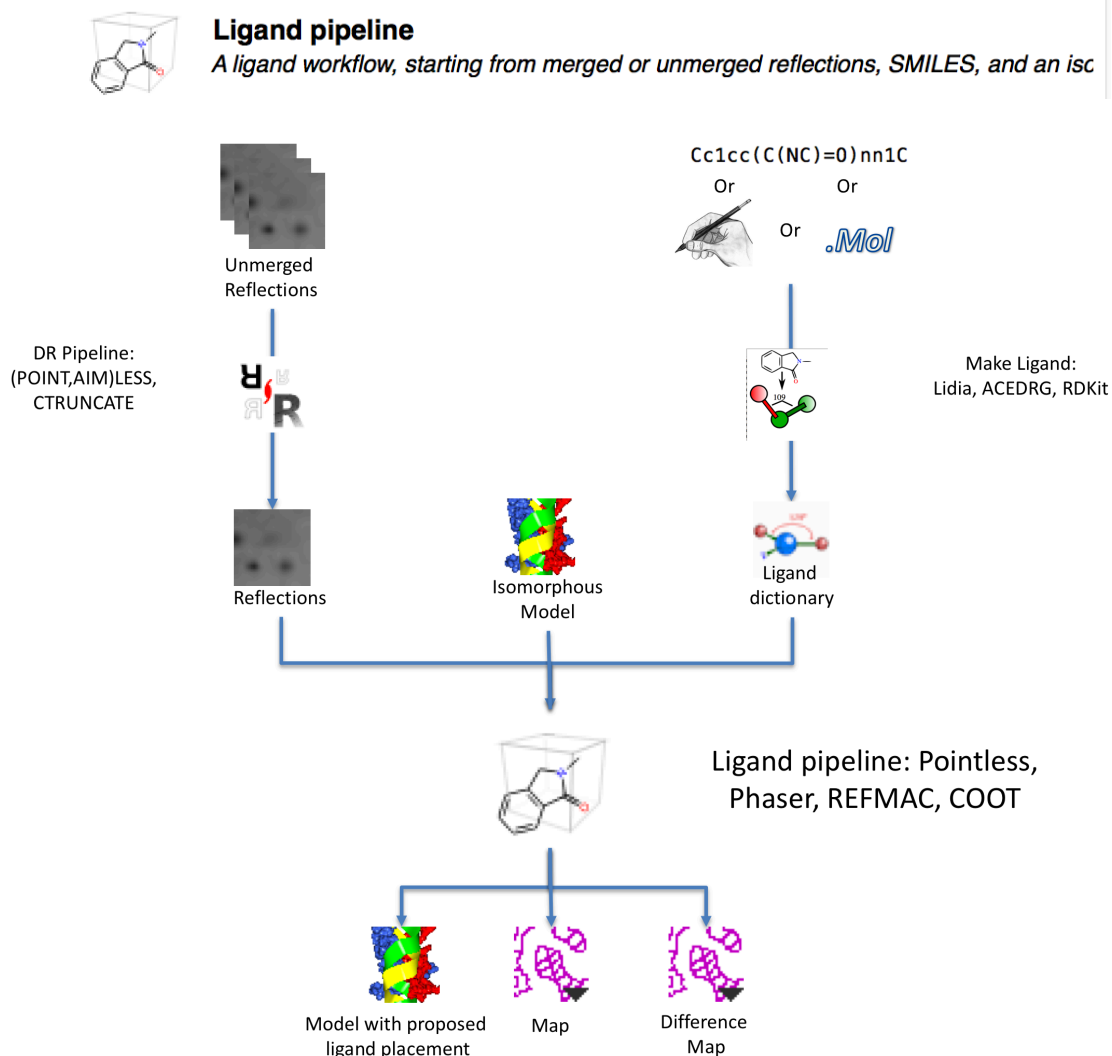 Ligand pipeline
A ligand workflow, starting from merged or unmerged reflections, SMILES, and an isc
Cc1cc(C(NC)=O)nn1C
Or
Or
Or
.Mol
Unmerged
Reflections
DR Pipeline:
(POINT,AIM)LESS,
CTRUNCATE
R
R
R
R
109
Make Ligand:
Lidia, ACEDRG, RDKit
Reflections
Isomorphous
Model
Ligand
dictionary
Ligand pipeline: Pointless,
Phaser, REFMAC, COOT
Model with proposed
ligand placement
Map
Difference
Map